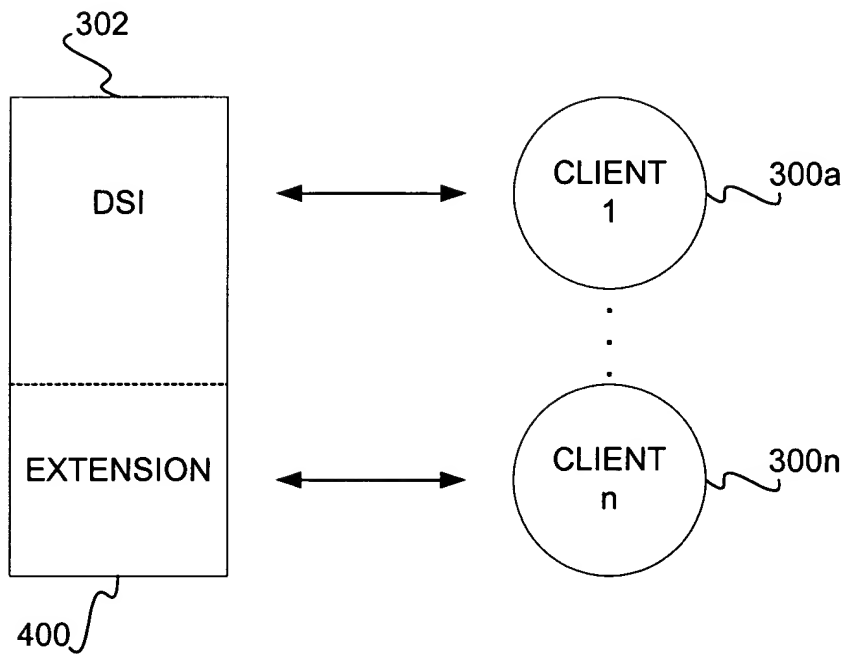 302
DSI
CLIENT
1
300a
EXTENSION
CLIENT
n
300n
400